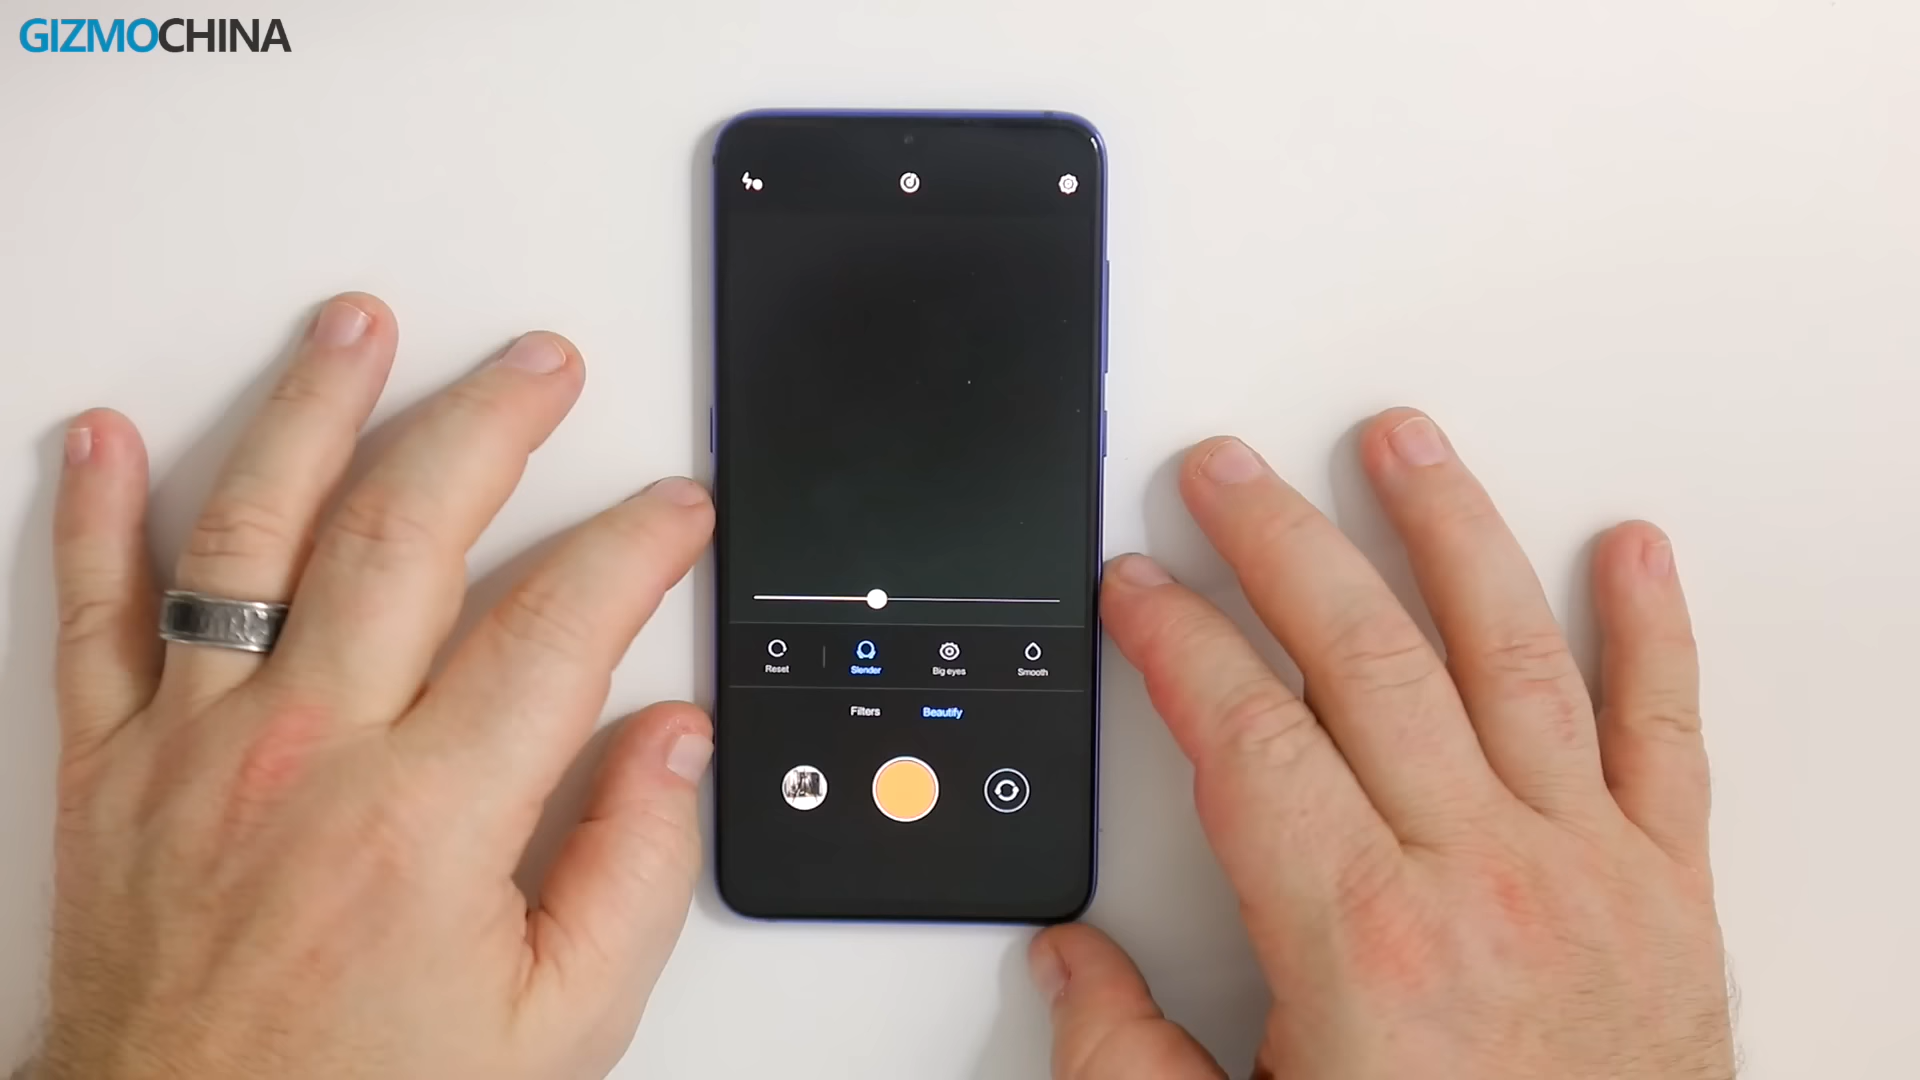 GIZMOCHINA
Reset
Slender
Big eyes
Smooth
Filters
Beautify